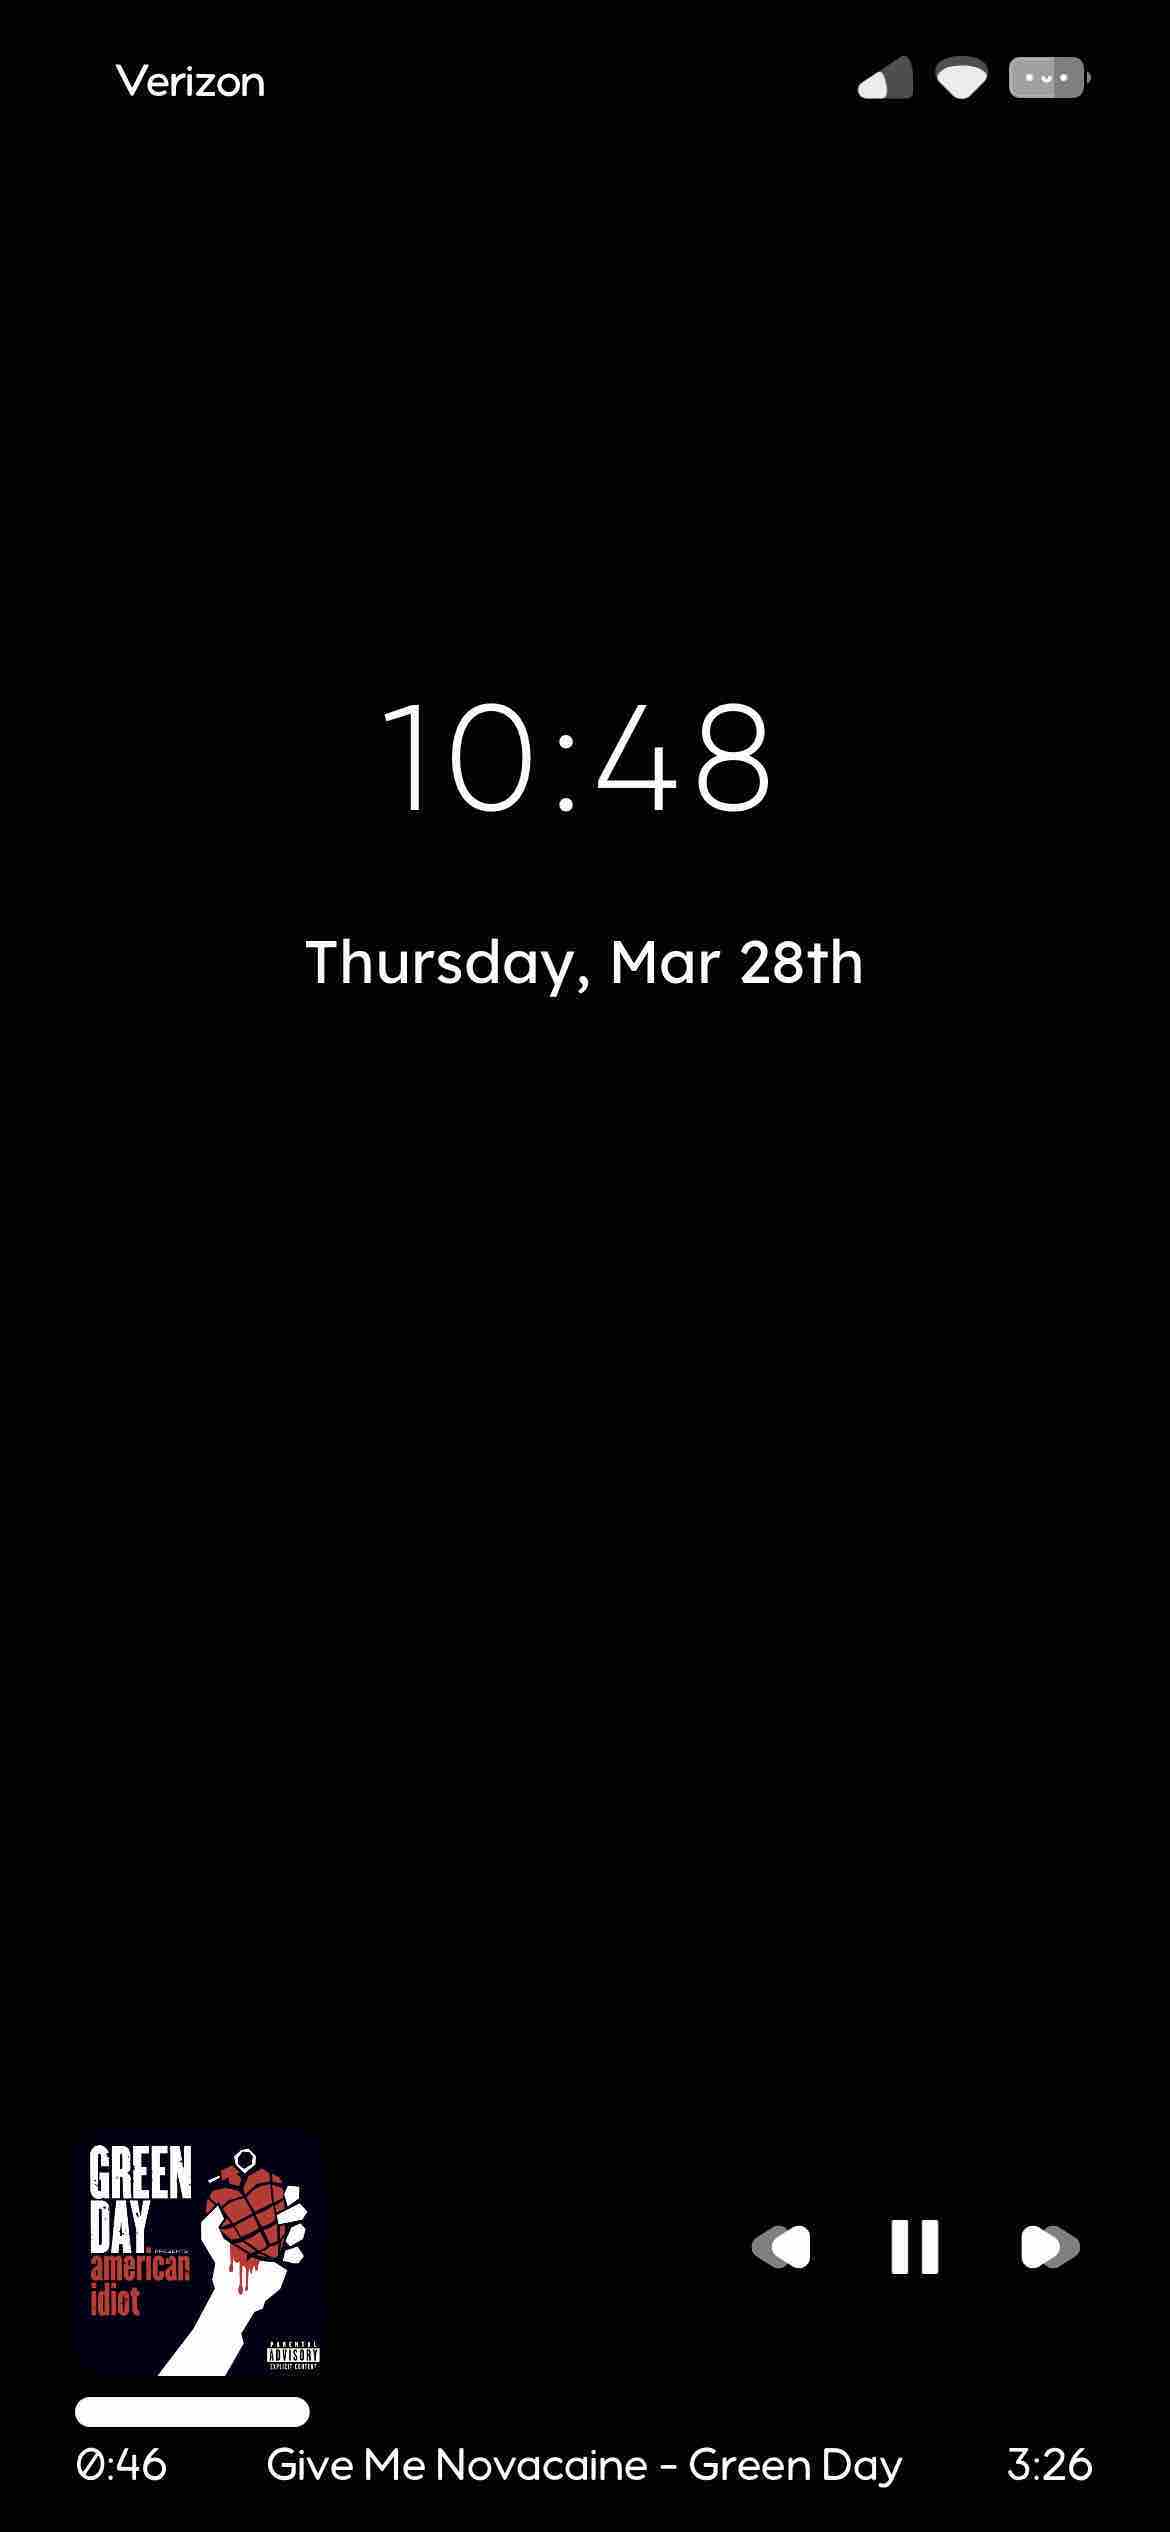 Verizon
10:48
Thursday, Mar 28th
GREEN
DAY
PRESENTS
american
idiot
PARENTAL
ADVISORY
EXPLICIT CONTENT
0:46 Give Me Novacaine - Green Day 3:26